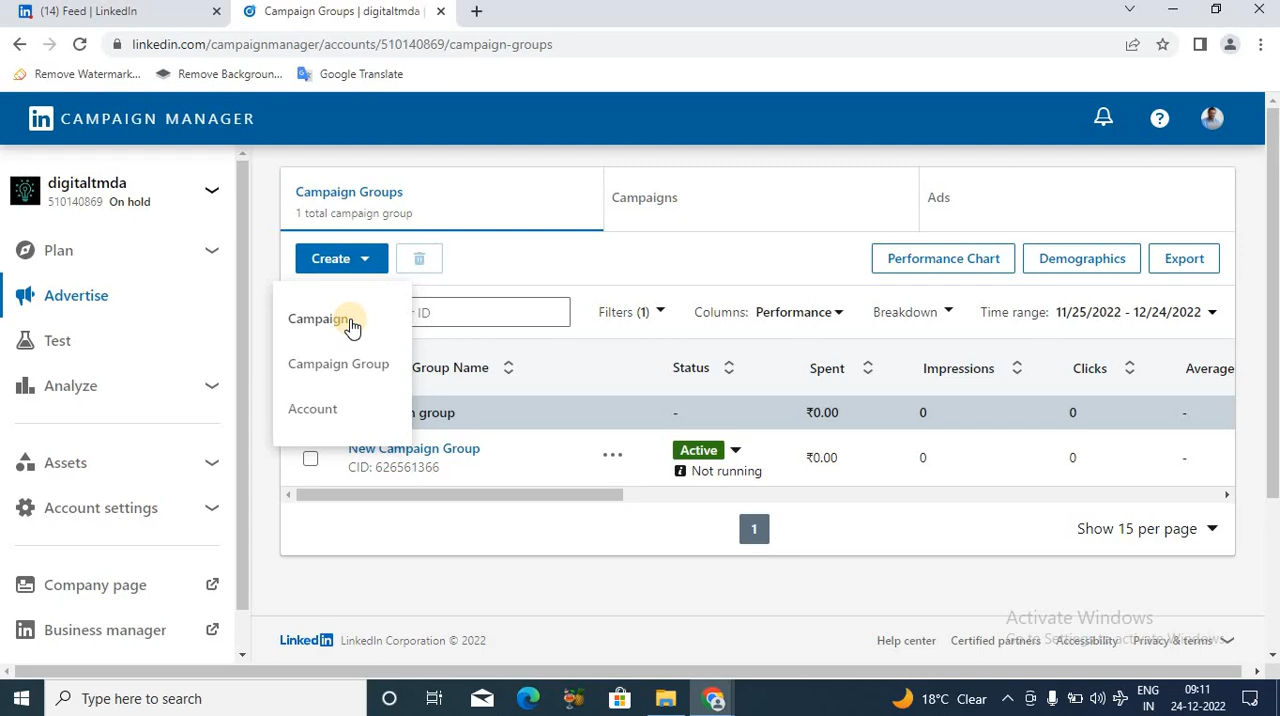 (14) Feed | LinkedIn
Campaign Groups | digitaltmda |
linkedin.com/campaignmanager/accounts/510140869/campaign-groups
Remove Watermark...
Remove Backgroun...
Google Translate
in CAMPAIGN MANAGER
digitaltmda
510140869 On hold
Plan
Advertise
Test
Analyze
Assets
Account settings
Company page
Business manager
Campaign Groups
1 total campaign group
Campaigns
Ads
Create
Performance Chart
Demographics
Export
Campaign
Campaign Group
Account
ID
Filters (1)
Columns: Performance
Breakdown
Time range: 11/25/2022 - 12/24/2022
Group Name
Status
Spent
Impressions
Clicks
Average
group
-
₹0.00
0
0
-
New Campaign Group
CID: 626561366
Active
Not running
₹0.00
0
0
-
1
Show 15 per page
LinkedIn LinkedIn Corporation © 2022
Activate Windows
Help center
Certified partners
Accessibility
Privacy & terms
Type here to search
18°C Clear
ENG
IN
09:11
24-12-2022